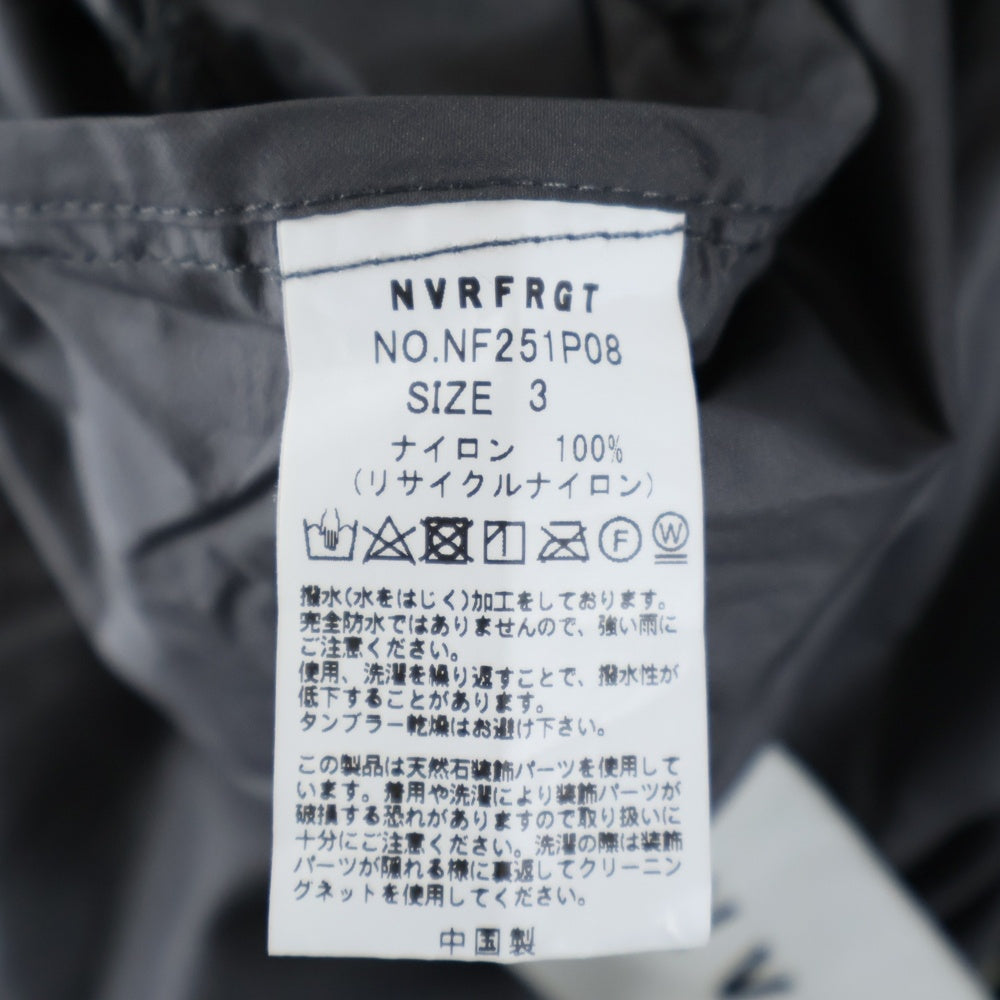 NVRFRGT
NO.NF251P08
SIZE 3
ナイロン 100%
(リサイクルナイロン)
F W
撥水(水をはじく)加工をしております。
完全防水ではありませんので、強い雨に
ご注意ください。
使用、洗濯を繰り返すことで、撥水性が
低下することがあります。
タンブラー乾燥はお避け下さい。
この製品は天然石装飾パーツを使用して
います。着用や洗濯により装飾パーツが
破損する恐れがありますので取り扱いに
十分にご注意ください。洗濯の際は装飾
パーツが隠れる様に裏返してクリーニン
グネットを使用してください。
中国製